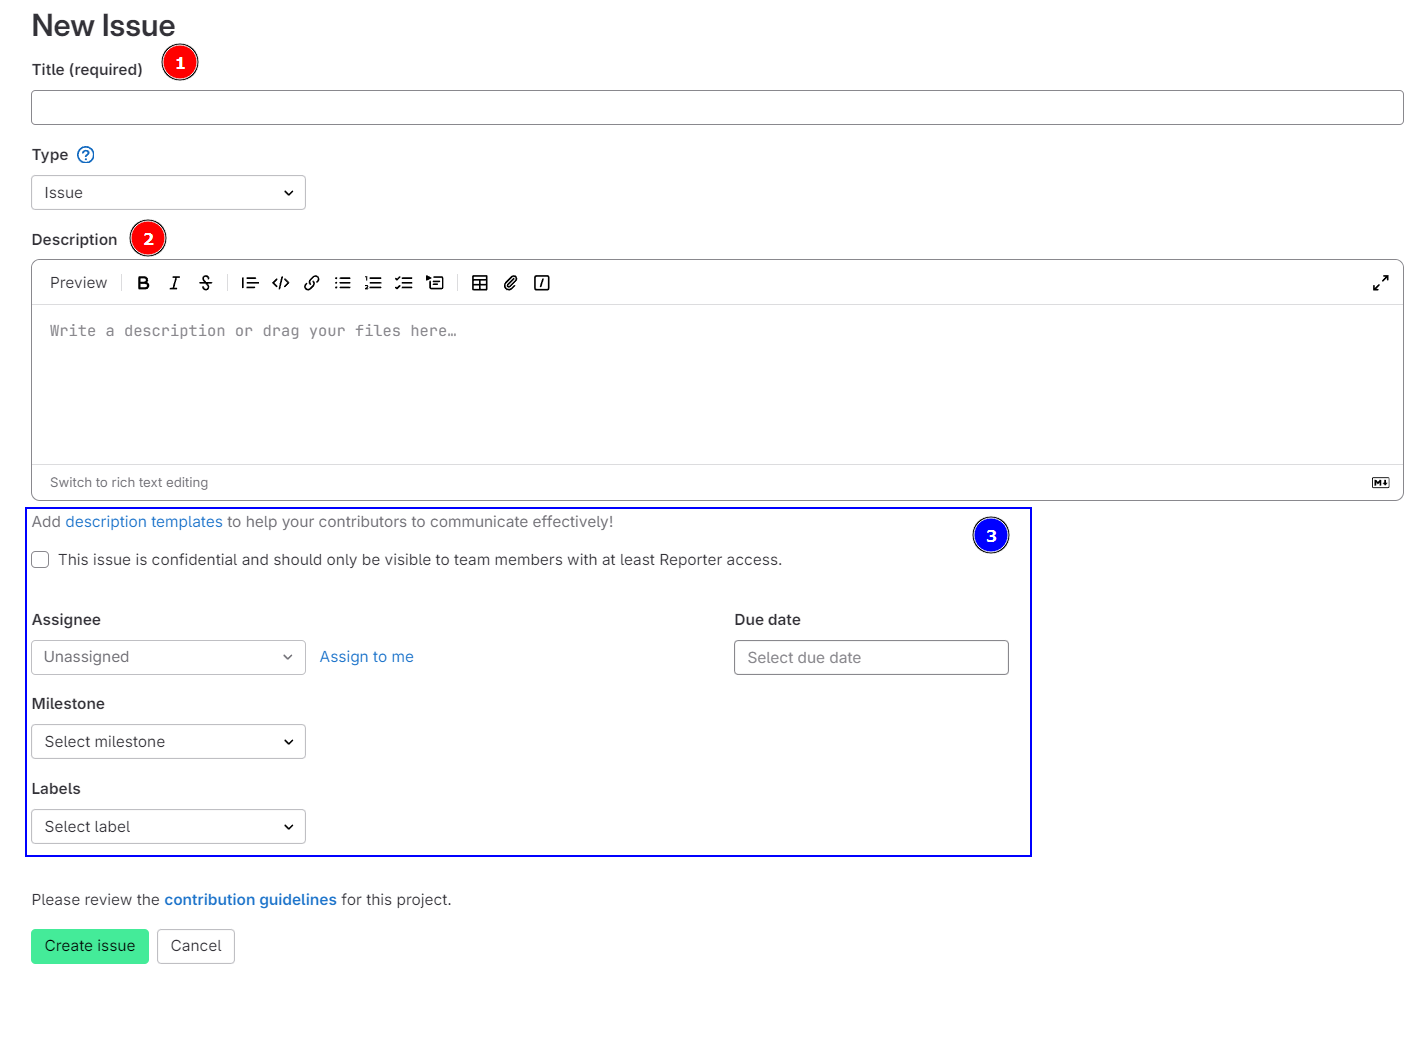 New Issue
Title (required) 1
Type ?
Issue
Description 2
Preview
Write a description or drag your files here…
Switch to rich text editing
Add description templates to help your contributors to communicate effectively!
3
This issue is confidential and should only be visible to team members with at least Reporter access.
Assignee Due date
Unassigned Assign to me Select due date
Milestone
Select milestone
Labels
Select label
Please review the contribution guidelines for this project.
Create issue Cancel